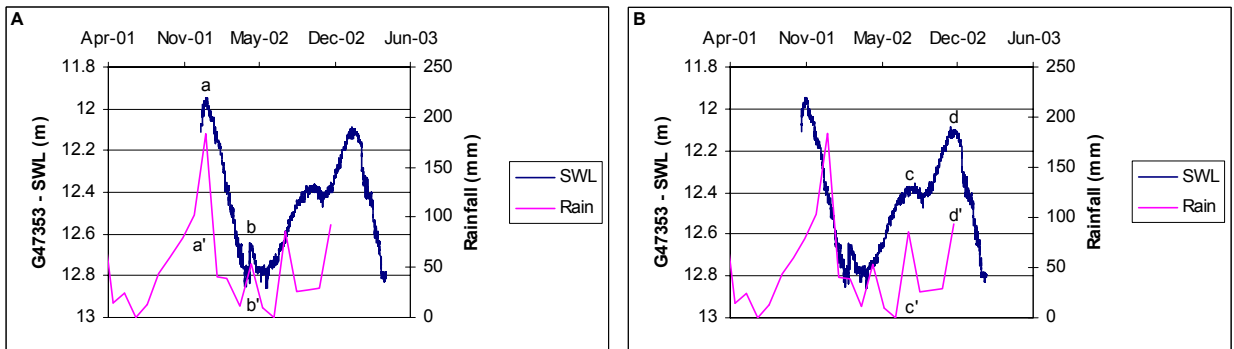 A
Apr-01 Nov-01 May-02 Dec-02 Jun-03
11.8
12
12.2
12.4
12.6
12.8
13
G47353 - SWL (m)
250
200
150
100
50
0
Rainfall (mm)
a
a'
b
b'
SWL
Rain
B
Apr-01 Nov-01 May-02 Dec-02 Jun-03
11.8
12
12.2
12.4
12.6
12.8
13
G47353 - SWL (m)
250
200
150
100
50
0
Rainfall (mm)
d
c
d'
c'
SWL
Rain